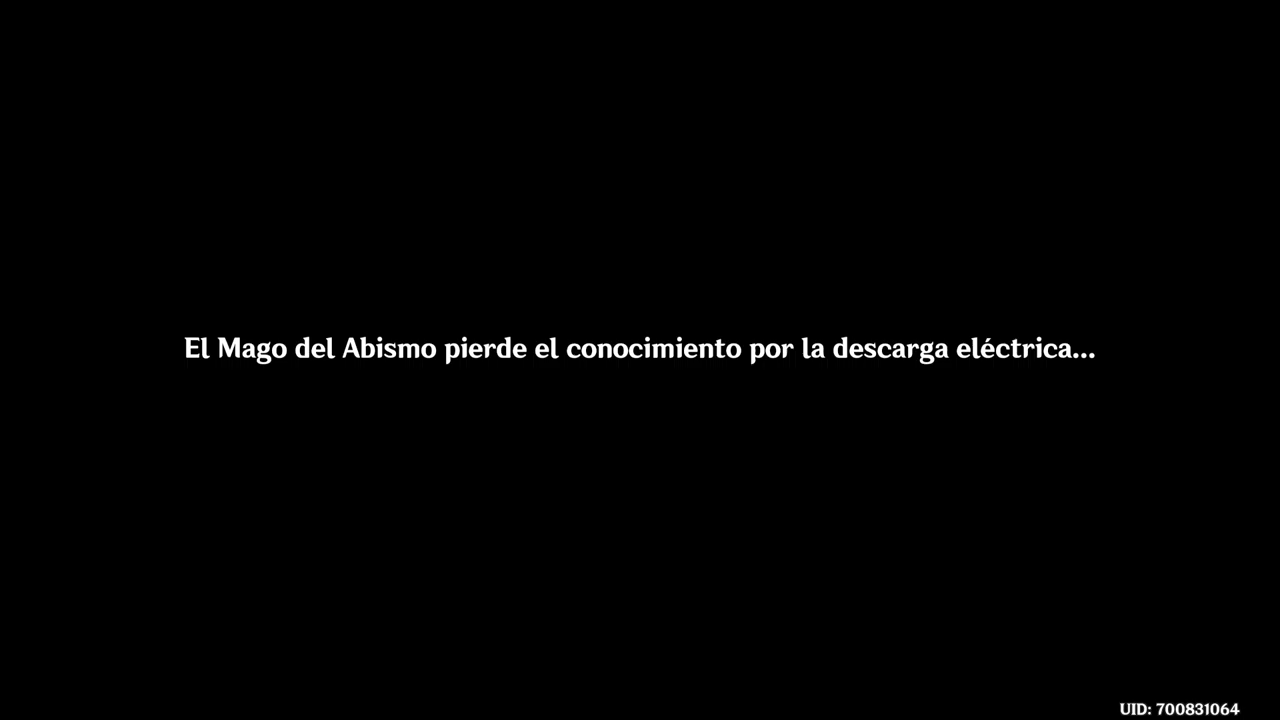 El Mago del Abismo pierde el conocimiento por la descarga eléctrica...
UID: 700831064